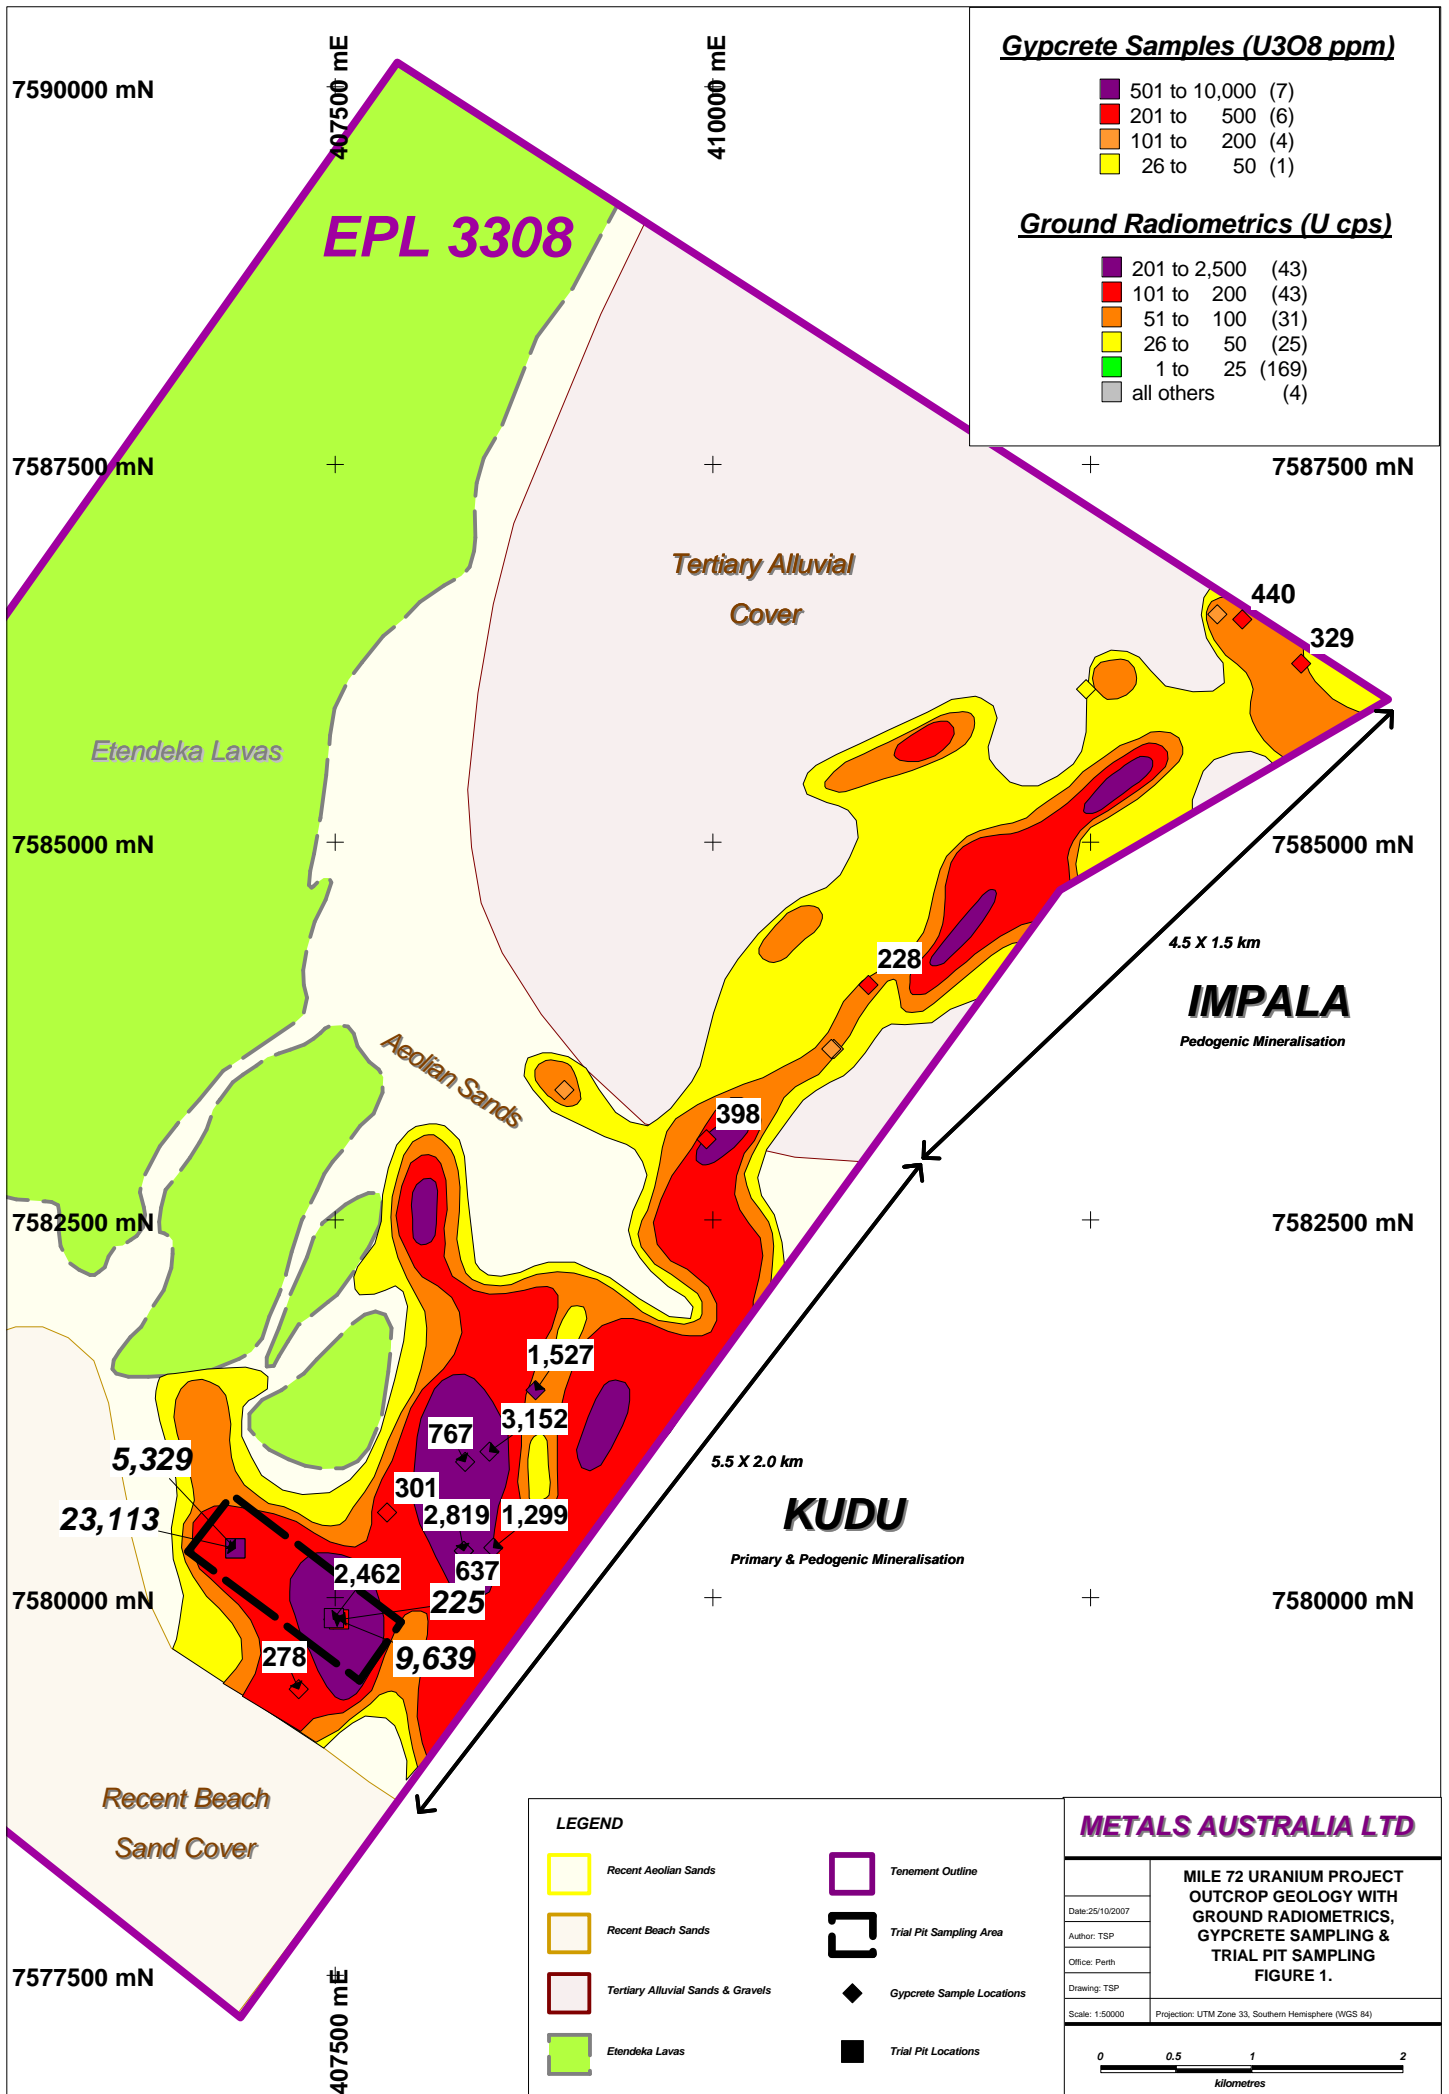 407500 mE
410000 mE
7590000 mN
EPL 3308
Gypcrete Samples (U3O8 ppm)
501 to 10,000 (7)
201 to 500 (6)
101 to 200 (4)
26 to 50 (1)
Ground Radiometrics (U cps)
201 to 2,500 (43)
101 to 200 (43)
51 to 100 (31)
26 to 50 (25)
1 to 25 (169)
all others (4)
7587500 mN
7587500 mN
Tertiary Alluvial
Cover
440
329
Etendeka Lavas
7585000 mN
7585000 mN
228
4.5 X 1.5 km
IMPALA
Pedogenic Mineralisation
Aeolian Sands
398
7582500 mN
7582500 mN
1,527
3,152
767
5,329
301
23,113
2,819
1,299
637
5.5 X 2.0 km
KUDU
Primary & Pedogenic Mineralisation
2,462
225
7580000 mN
7580000 mN
278
9,639
Recent Beach
Sand Cover
7577500 mN
407500 mE
LEGEND
Recent Aeolian Sands
Recent Beach Sands
Tertiary Alluvial Sands & Gravels
Etendeka Lavas
Tenement Outline
Trial Pit Sampling Area
Gypcrete Sample Locations
Trial Pit Locations
METALS AUSTRALIA LTD
Date:25/10/2007
Author: TSP
Office: Perth
Drawing: TSP
Scale: 1:50000
MILE 72 URANIUM PROJECT
OUTCROP GEOLOGY WITH
GROUND RADIOMETRICS,
GYPCRETE SAMPLING &
TRIAL PIT SAMPLING
FIGURE 1.
Projection: UTM Zone 33, Southern Hemisphere (WGS 84)
0 0.5 1 2
kilometres